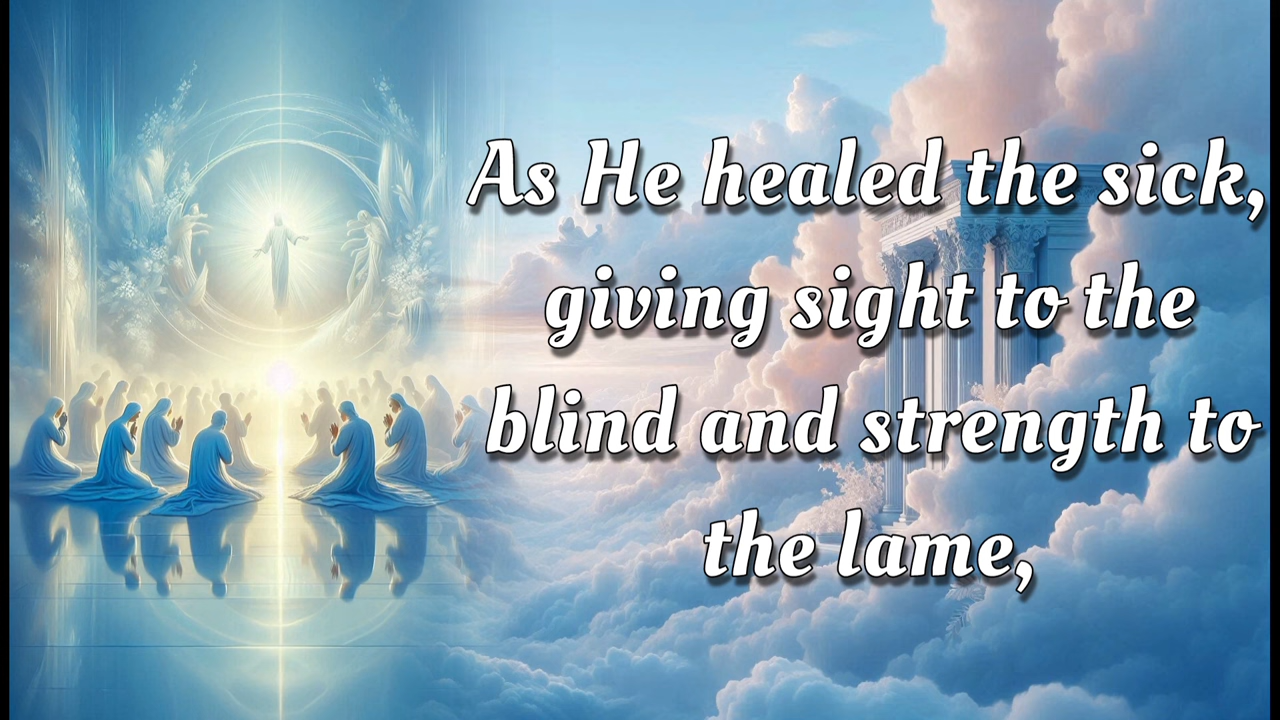 As He healed the sick,
giving sight to the
blind and strength to
the lame,